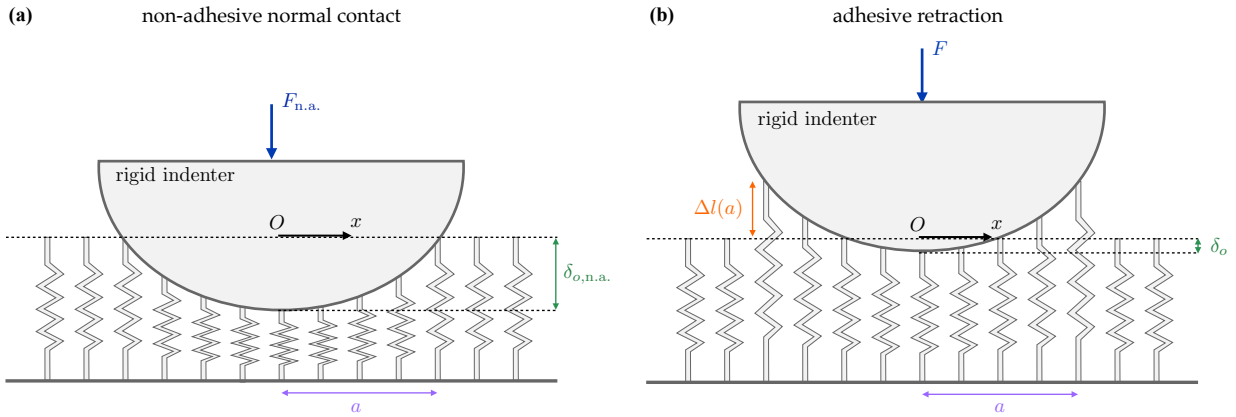 (a) non-adhesive normal contact
F_n.a.
rigid indenter
O x
δ_o,n.a.
a
(b) adhesive retraction
F
rigid indenter
Δl(a)
O x
δ_o
a